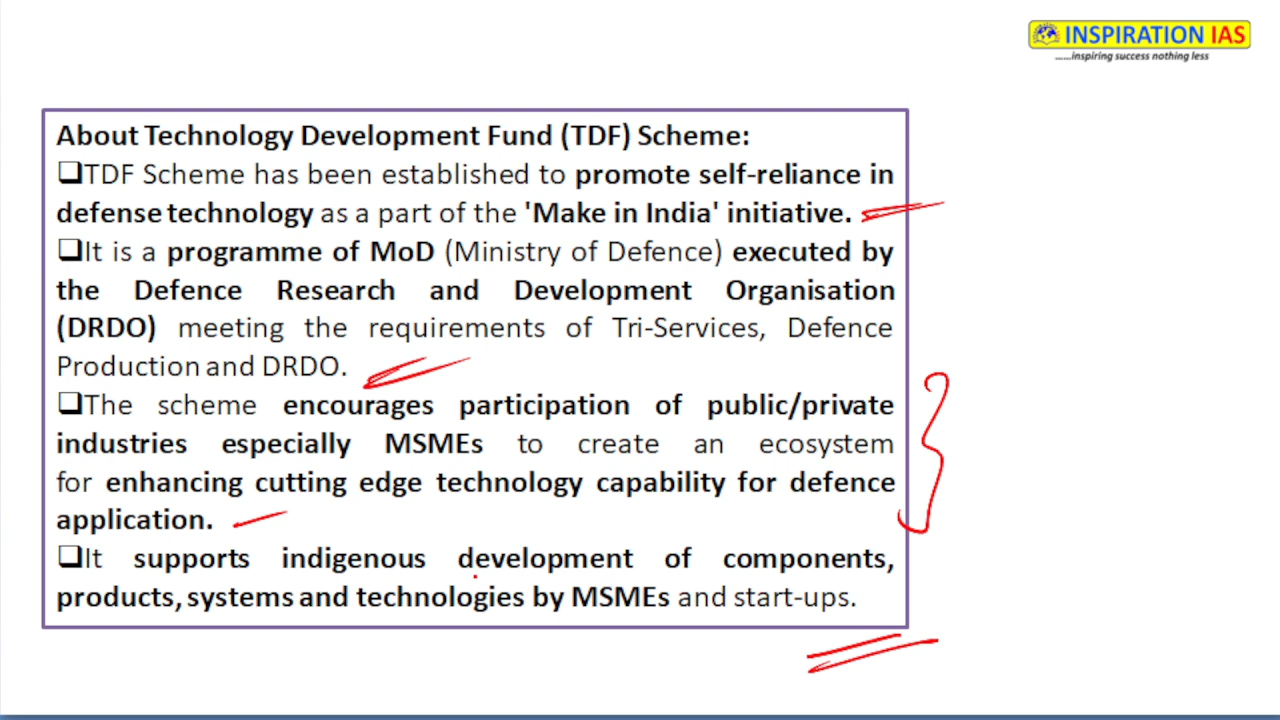 INSPIRATION IAS
......inspiring success nothing less
About Technology Development Fund (TDF) Scheme:
❑TDF Scheme has been established to promote self-reliance in
defense technology as a part of the 'Make in India' initiative.
❑It is a programme of MoD (Ministry of Defence) executed by
the Defence Research and Development Organisation
(DRDO) meeting the requirements of Tri-Services, Defence
Production and DRDO.
❑The scheme encourages participation of public/private
industries especially MSMEs to create an ecosystem
for enhancing cutting edge technology capability for defence
application.
❑It supports indigenous development of components,
products, systems and technologies by MSMEs and start-ups.